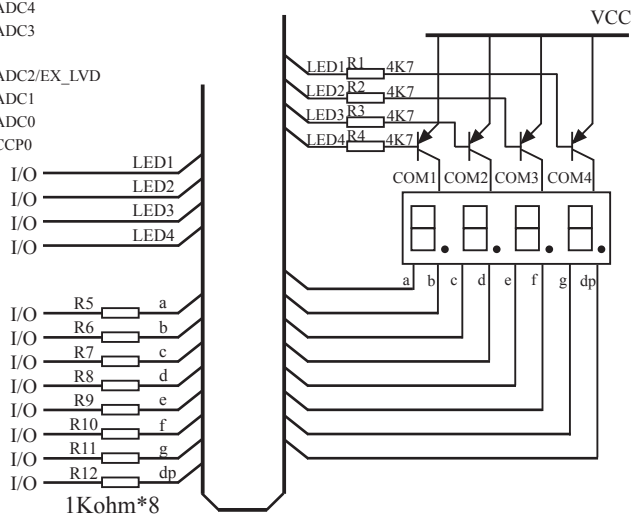 ADC4
ADC3
ADC2/EX_LVD
ADC1
ADC0
CCP0
I/O LED1
I/O LED2
I/O LED3
I/O LED4
I/O R5 a
I/O R6 b
I/O R7 c
I/O R8 d
I/O R9 e
I/O R10 f
I/O R11 g
I/O R12 dp
1Kohm*8
VCC
LED1 R1 4K7
LED2 R2 4K7
LED3 R3 4K7
LED4 R4 4K7
COM1 COM2 COM3 COM4
a b c d e f g dp